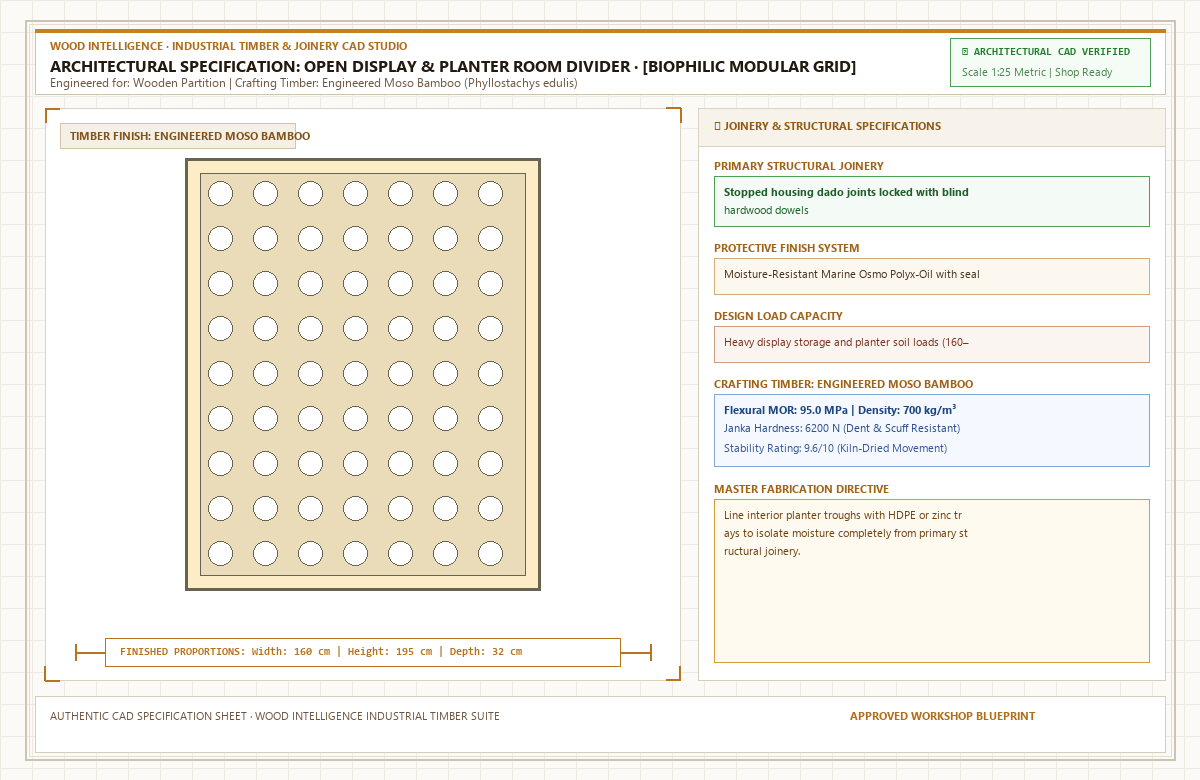 WOOD INTELLIGENCE · INDUSTRIAL TIMBER & JOINERY CAD STUDIO
ARCHITECTURAL SPECIFICATION: OPEN DISPLAY & PLANTER ROOM DIVIDER · [BIOPHILIC MODULAR GRID]
Engineered for: Wooden Partition | Crafting Timber: Engineered Moso Bamboo (Phyllostachys edulis)
ARCHITECTURAL CAD VERIFIED
Scale 1:25 Metric | Shop Ready
TIMBER FINISH: ENGINEERED MOSO BAMBOO
FINISHED PROPORTIONS: Width: 160 cm | Height: 195 cm | Depth: 32 cm
JOINERY & STRUCTURAL SPECIFICATIONS
PRIMARY STRUCTURAL JOINERY
Stopped housing dado joints locked with blind
hardwood dowels
PROTECTIVE FINISH SYSTEM
Moisture-Resistant Marine Osmo Polyx-Oil with seal
DESIGN LOAD CAPACITY
Heavy display storage and planter soil loads (160–
CRAFTING TIMBER: ENGINEERED MOSO BAMBOO
Flexural MOR: 95.0 MPa | Density: 700 kg/m³
Janka Hardness: 6200 N (Dent & Scuff Resistant)
Stability Rating: 9.6/10 (Kiln-Dried Movement)
MASTER FABRICATION DIRECTIVE
Line interior planter troughs with HDPE or zinc tr
ays to isolate moisture completely from primary st
ructural joinery.
AUTHENTIC CAD SPECIFICATION SHEET · WOOD INTELLIGENCE INDUSTRIAL TIMBER SUITE
APPROVED WORKSHOP BLUEPRINT